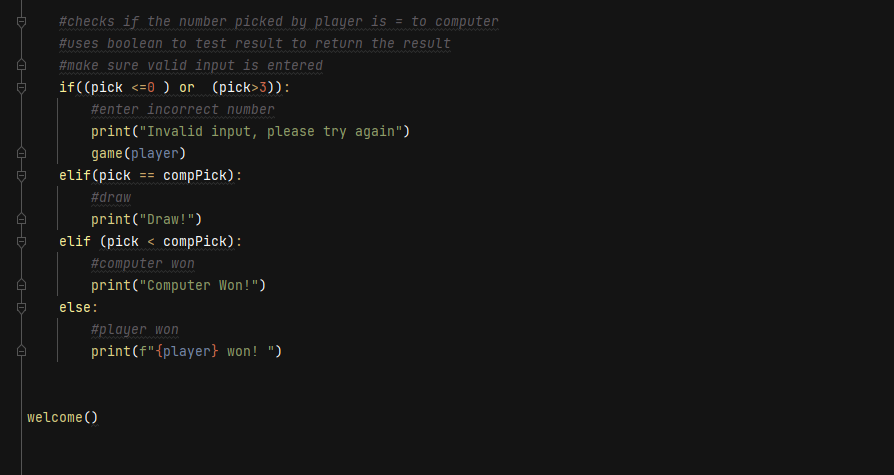 #checks if the number picked by player is = to computer
#uses boolean to test result to return the result
#make sure valid input is entered
if((pick <=0 ) or  (pick>3)):
#enter incorrect number
print("Invalid input, please try again")
game(player)
elif(pick == compPick):
#draw
print("Draw!")
elif (pick < compPick):
#computer won
print("Computer Won!")
else:
#player won
print(f"{player} won! ")
welcome()